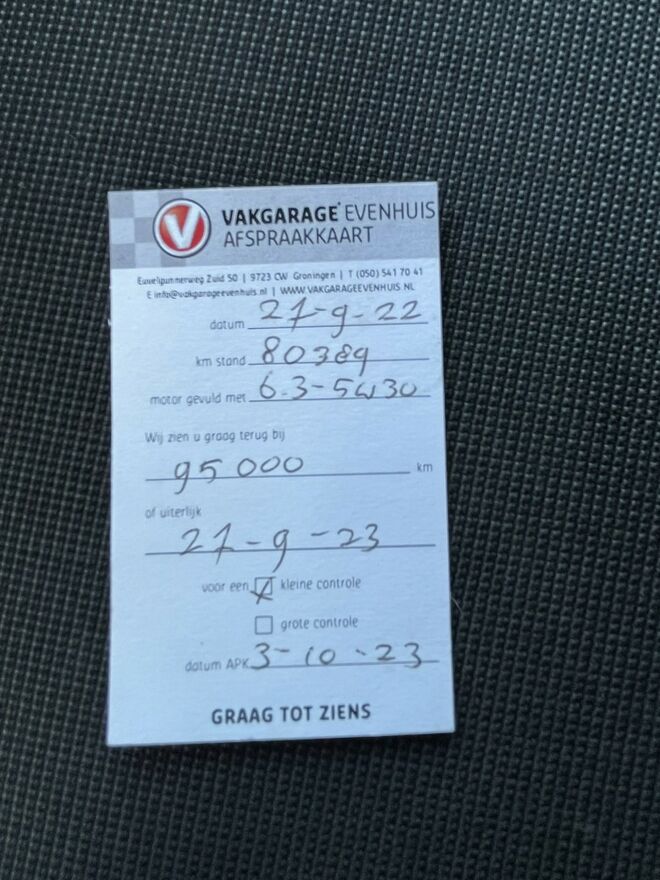 V VAKGARAGE® EVENHUIS
AFSPRAAKKAART
Euvelgunnerweg Zuid 50 | 9723 CW Groningen | T (050) 541 70 41
E info@vakgarageevenhuis.nl | WWW.VAKGARAGEEVENHUIS.NL
datum 27-9-22
km stand 80389
motor gevuld met 6.3-5W30
Wij zien u graag terug bij
95000 km
of uiterlijk
27-9-23
voor een kleine controle
grote controle
datum APK 3-10-23
GRAAG TOT ZIENS